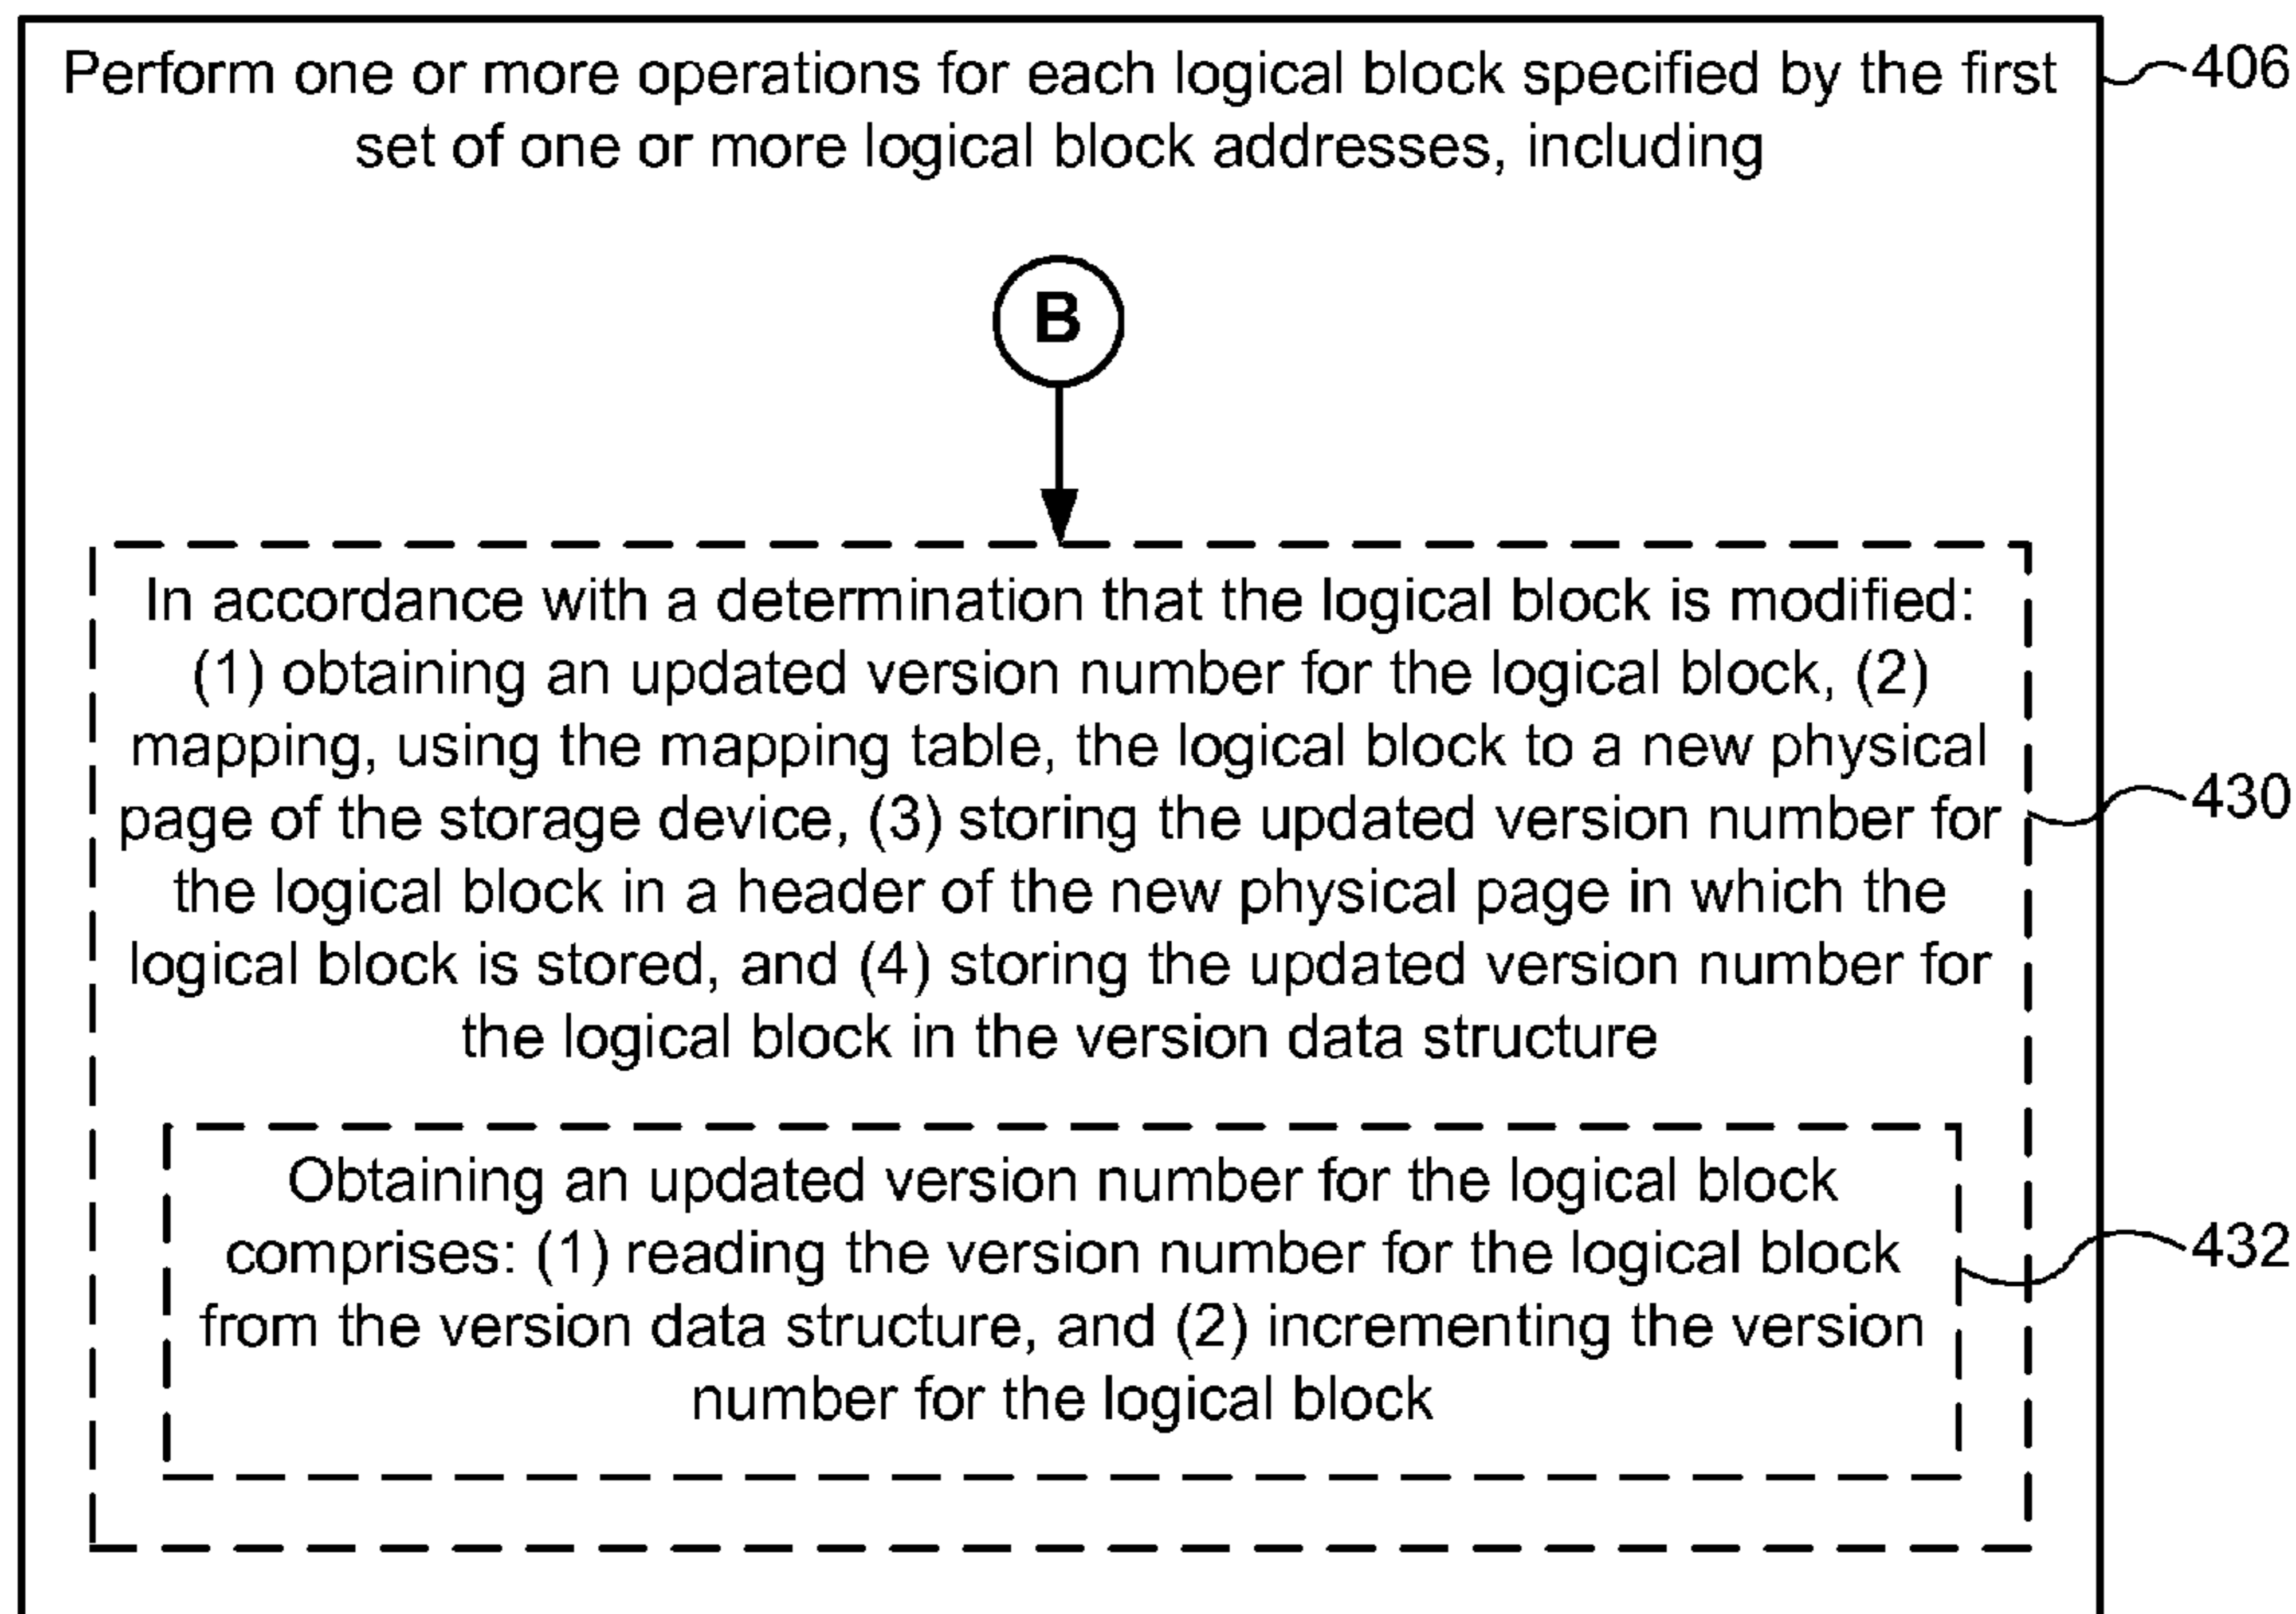 Perform one or more operations for each logical block specified by the first
set of one or more logical block addresses, including
406
B
In accordance with a determination that the logical block is modified:
(1) obtaining an updated version number for the logical block, (2)
mapping, using the mapping table, the logical block to a new physical
page of the storage device, (3) storing the updated version number for
the logical block in a header of the new physical page in which the
logical block is stored, and (4) storing the updated version number for
the logical block in the version data structure
430
Obtaining an updated version number for the logical block
comprises: (1) reading the version number for the logical block
from the version data structure, and (2) incrementing the version
number for the logical block
432